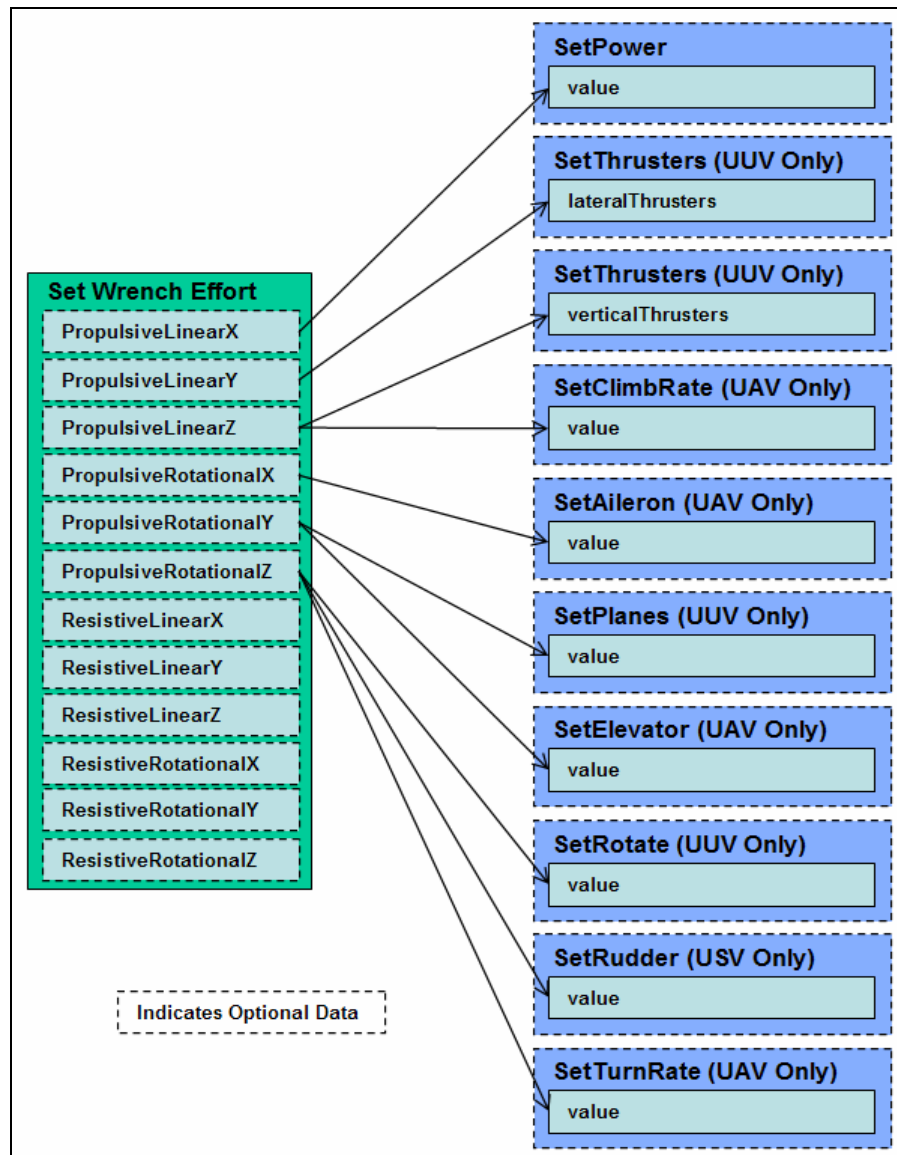 Set Wrench Effort
PropulsiveLinearX
PropulsiveLinearY
PropulsiveLinearZ
PropulsiveRotationalX
PropulsiveRotationalY
PropulsiveRotationalZ
ResistiveLinearX
ResistiveLinearY
ResistiveLinearZ
ResistiveRotationalX
ResistiveRotationalY
ResistiveRotationalZ
Indicates Optional Data
SetPower
value
SetThrusters (UUV Only)
lateralThrusters
SetThrusters (UUV Only)
verticalThrusters
SetClimbRate (UAV Only)
value
SetAileron (UAV Only)
value
SetPlanes (UUV Only)
value
SetElevator (UAV Only)
value
SetRotate (UUV Only)
value
SetRudder (USV Only)
value
SetTurnRate (UAV Only)
value